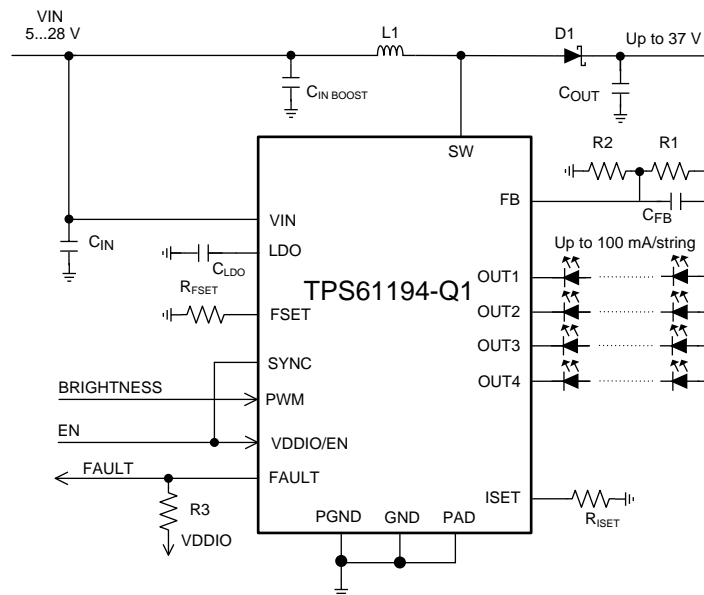 VIN
5...28 V
L1
D1
Up to 37 V
CIN BOOST
COUT
R2
R1
SW
FB
CFB
VIN
CIN
LDO
CLDO
Up to 100 mA/string
RFSET
TPS61194-Q1
OUT1
FSET
OUT2
OUT3
SYNC
OUT4
BRIGHTNESS
PWM
EN
VDDIO/EN
FAULT
FAULT
ISET
R3
RISET
PGND
GND
PAD
VDDIO